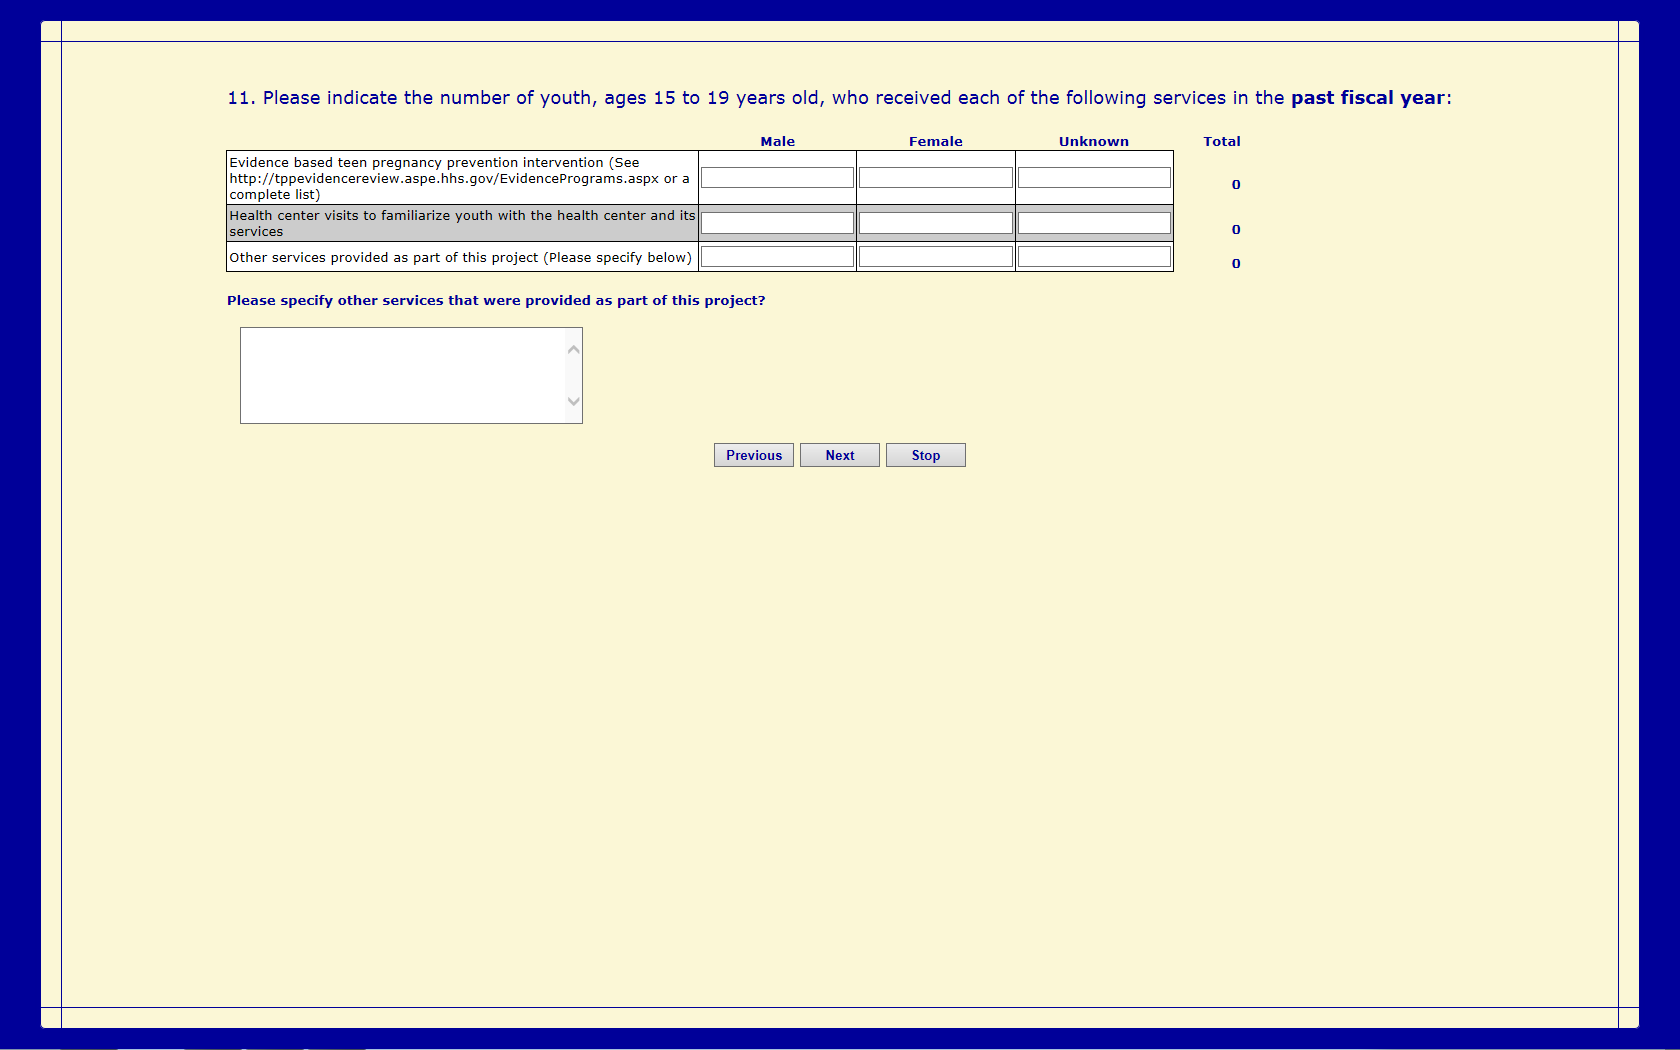 11. Please indicate the number of youth, ages 15 to 19 years old, who received each of the following services in the past fiscal year:
Male Female Unknown Total
Evidence based teen pregnancy prevention intervention (See
http://tppevidencereview.aspe.hhs.gov/EvidencePrograms.aspx or a
complete list)
0
Health center visits to familiarize youth with the health center and its
services
0
Other services provided as part of this project (Please specify below)
0
Please specify other services that were provided as part of this project?
Previous Next Stop